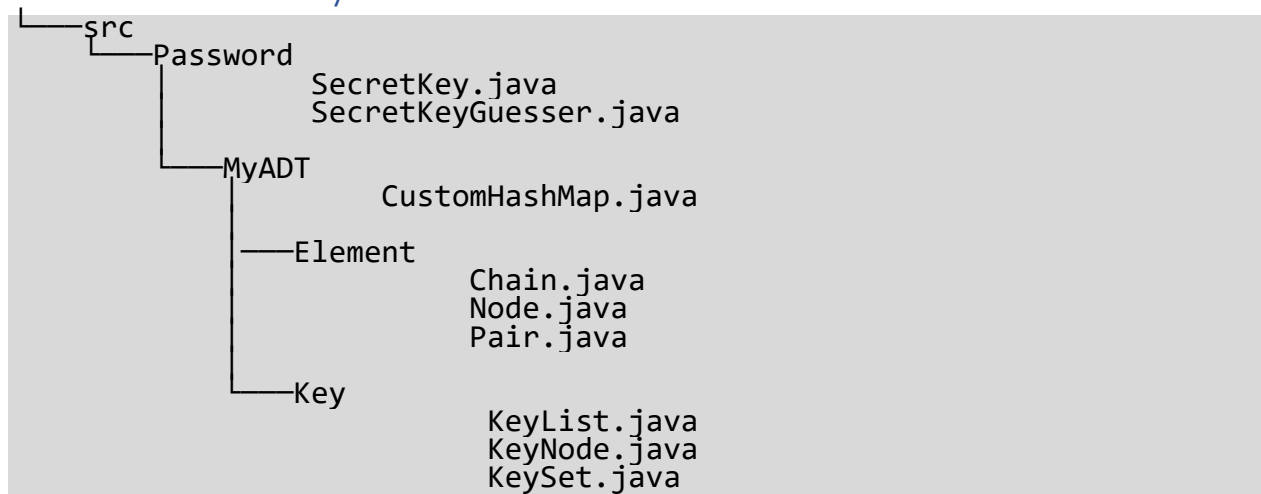 src
Password
SecretKey.java
SecretKeyGuesser.java
MyADT
CustomHashMap.java
Element
Chain.java
Node.java
Pair.java
Key
KeyList.java
KeyNode.java
KeySet.java